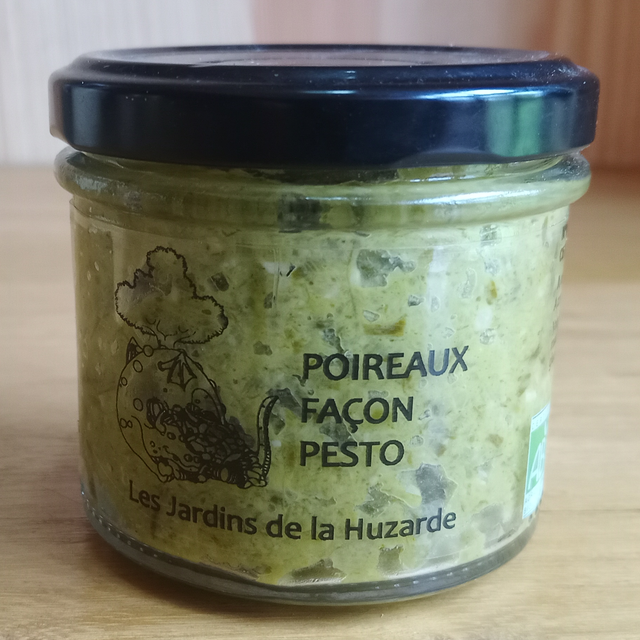 POIREAUX
FAÇON
PESTO
Les Jardins de la Huzarde